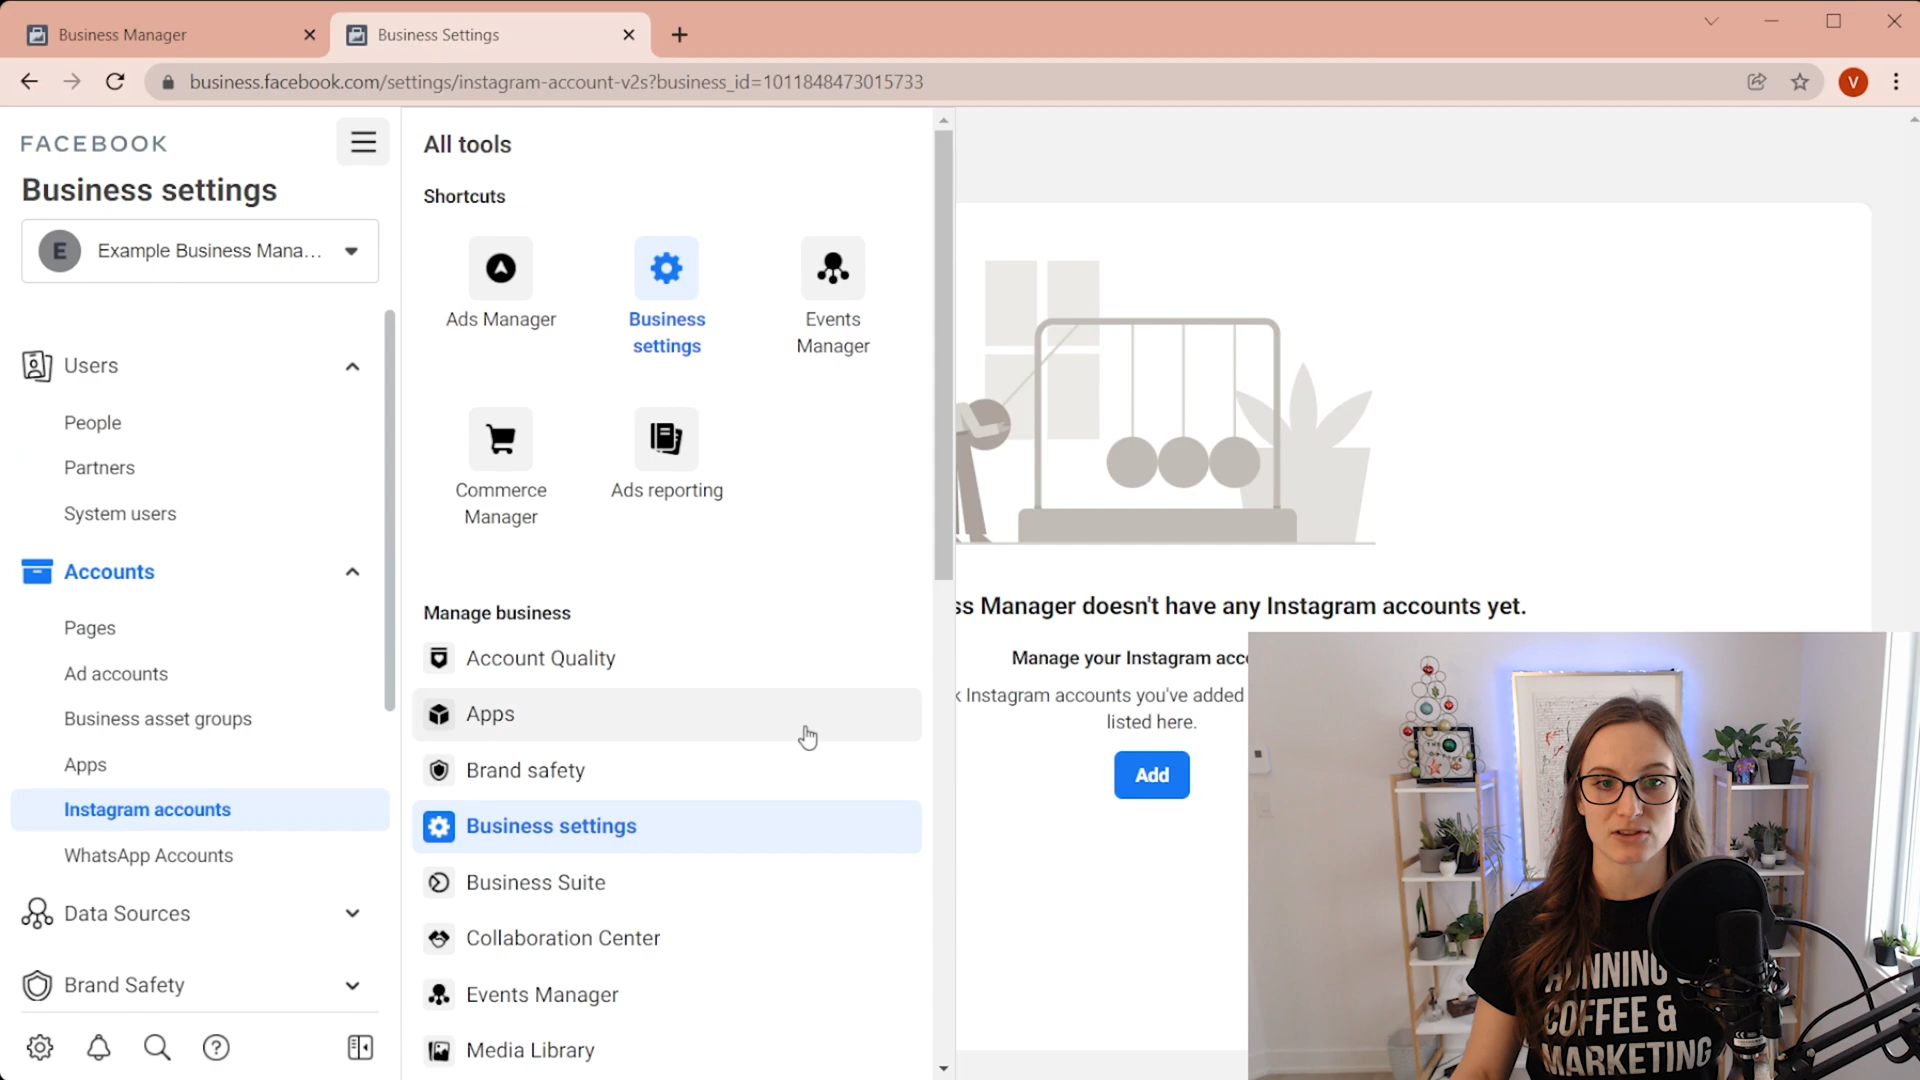 Business Manager
Business Settings
business.facebook.com/settings/instagram-account-v2s?business_id=1011848473015733
V
FACEBOOK
Business settings
E
Example Business Mana...
Users
People
Partners
System users
Accounts
Pages
Ad accounts
Business asset groups
Apps
Instagram accounts
WhatsApp Accounts
Data Sources
Brand Safety
All tools
Shortcuts
Ads Manager
Business
settings
Events
Manager
Commerce
Manager
Ads reporting
Manage business
Account Quality
Apps
Brand safety
Business settings
Business Suite
Collaboration Center
Events Manager
Media Library
ss Manager doesn't have any Instagram accounts yet.
Manage your Instagram acc
k Instagram accounts you've added
listed here.
Add
RUNNING
COFFEE &
MARKETING